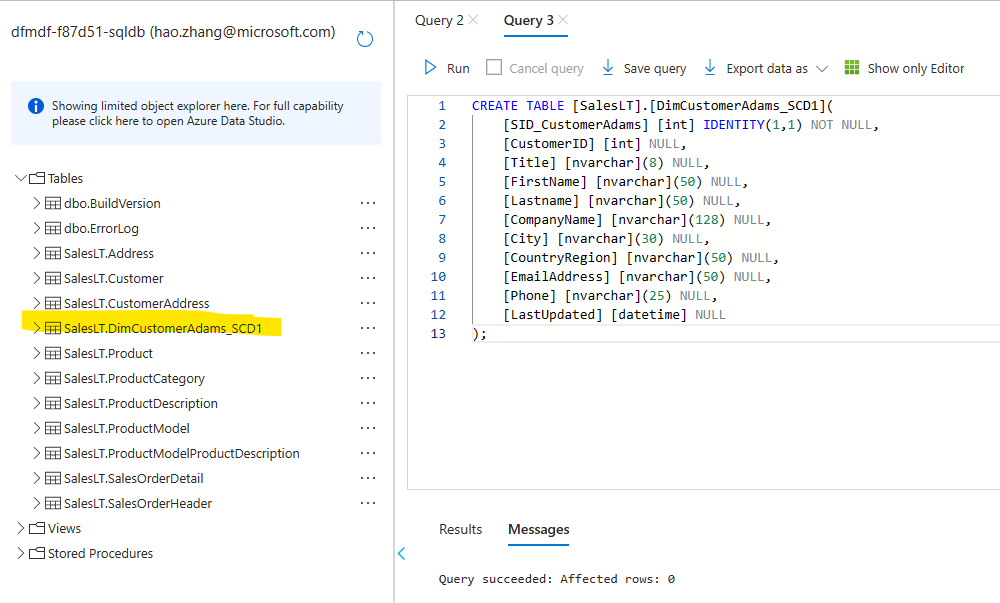 dfmdf-f87d51-sqldb (hao.zhang@microsoft.com)
Showing limited object explorer here. For full capability
please click here to open Azure Data Studio.
Tables
dbo.BuildVersion
dbo.ErrorLog
SalesLT.Address
SalesLT.Customer
SalesLT.CustomerAddress
SalesLT.DimCustomerAdams_SCD1
SalesLT.Product
SalesLT.ProductCategory
SalesLT.ProductDescription
SalesLT.ProductModel
SalesLT.ProductModelProductDescription
SalesLT.SalesOrderDetail
SalesLT.SalesOrderHeader
Views
Stored Procedures
Query 2 Query 3
Run Cancel query Save query Export data as Show only Editor
1 CREATE TABLE [SalesLT].[DimCustomerAdams_SCD1](
2 [SID_CustomerAdams] [int] IDENTITY(1,1) NOT NULL,
3 [CustomerID] [int] NULL,
4 [Title] [nvarchar](8) NULL,
5 [FirstName] [nvarchar](50) NULL,
6 [Lastname] [nvarchar](50) NULL,
7 [CompanyName] [nvarchar](128) NULL,
8 [City] [nvarchar](30) NULL,
9 [CountryRegion] [nvarchar](50) NULL,
10 [EmailAddress] [nvarchar](50) NULL,
11 [Phone] [nvarchar](25) NULL,
12 [LastUpdated] [datetime] NULL
13 );
Results Messages
Query succeeded: Affected rows: 0